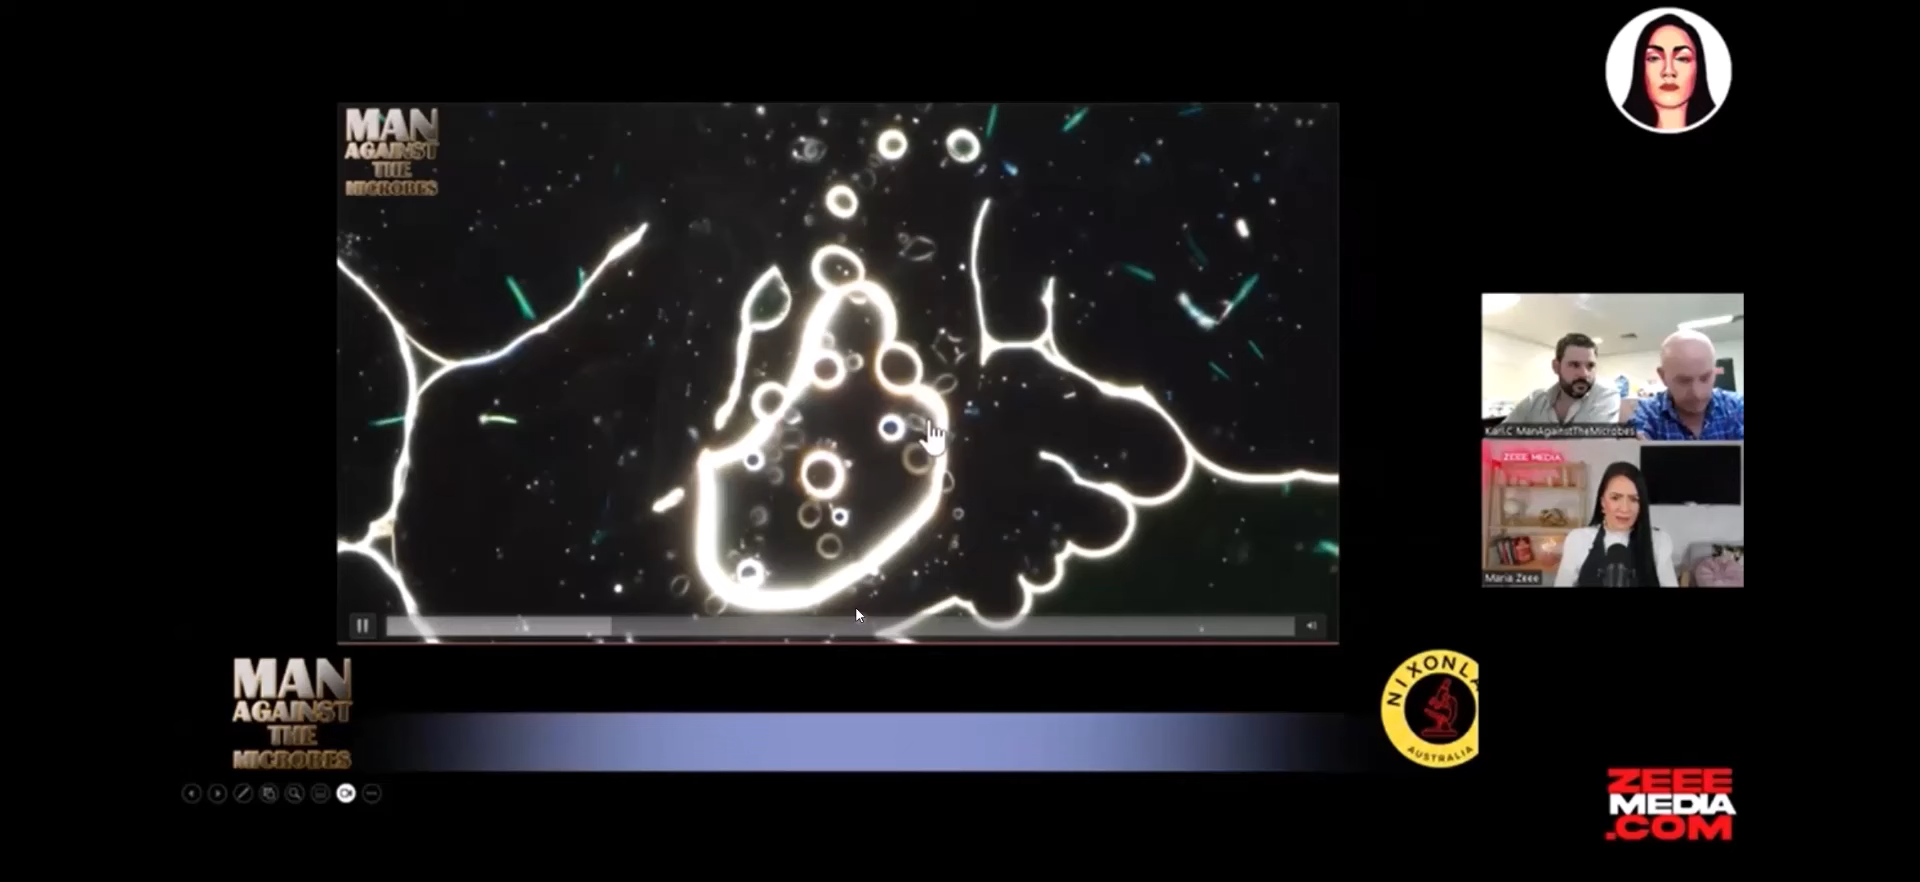 MAN
AGAINST
THE
MICROBES
ZEEE MEDIA
Karl.C ManAgainstTheMicrobes
Maria Zeee
MAN
AGAINST
THE
MICROBES
NIXONLA
AUSTRALIA
ZEEE
MEDIA
.COM